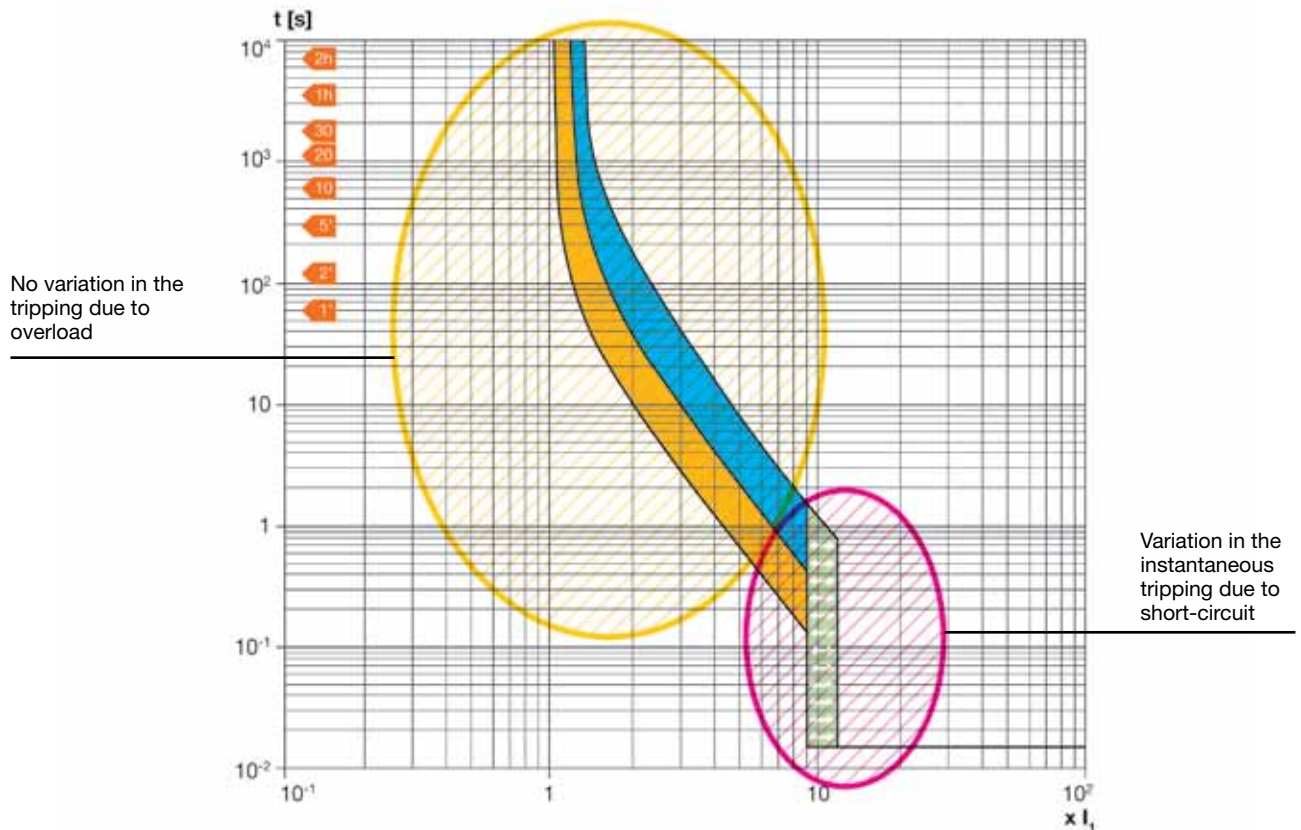 t [s]
10⁴
2h
1h
30
20
10³
10
5'
10²
2'
1'
10
1
10⁻¹
10⁻²
10⁻¹
1
10
10²
x I₁
No variation in the
tripping due to
overload
Variation in the
instantaneous
tripping due to
short-circuit